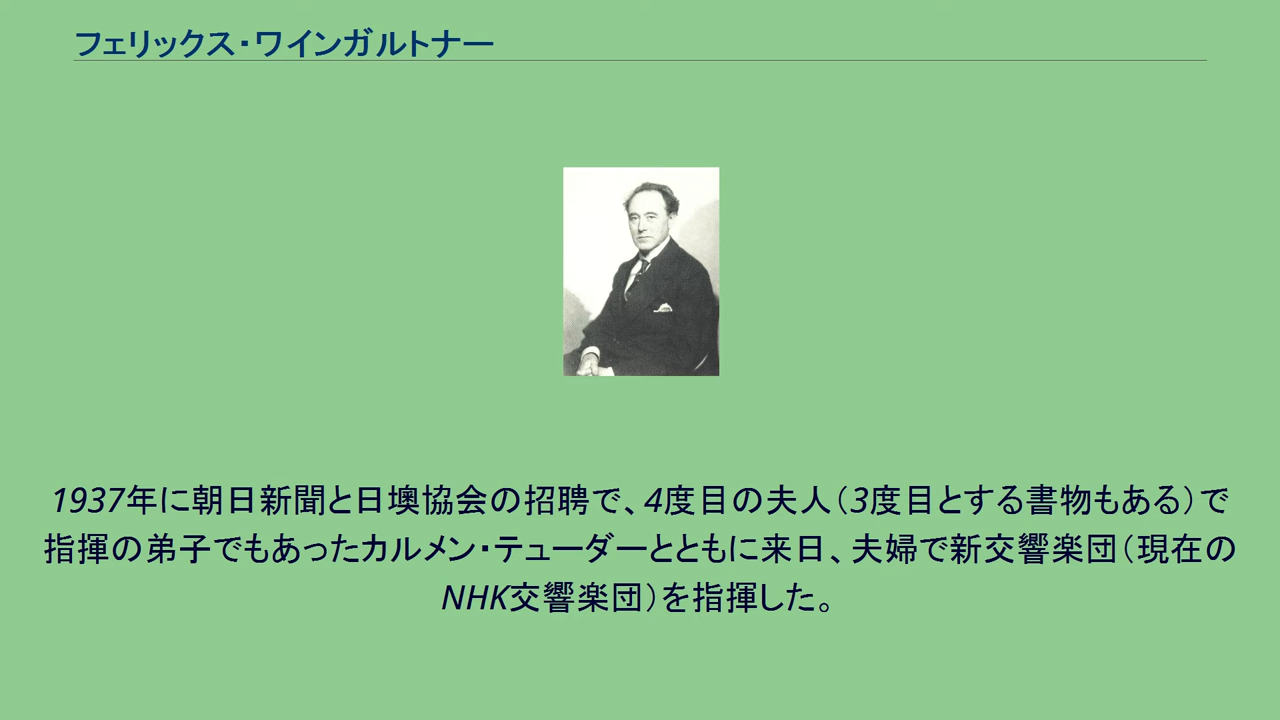 フェリックス・ワインガルトナー
1937年に朝日新聞と日墺協会の招聘で、4度目の夫人（3度目とする書物もある）で
指揮の弟子でもあったカルメン・テューダーとともに来日、夫婦で新交響楽団（現在の
NHK交響楽団）を指揮した。